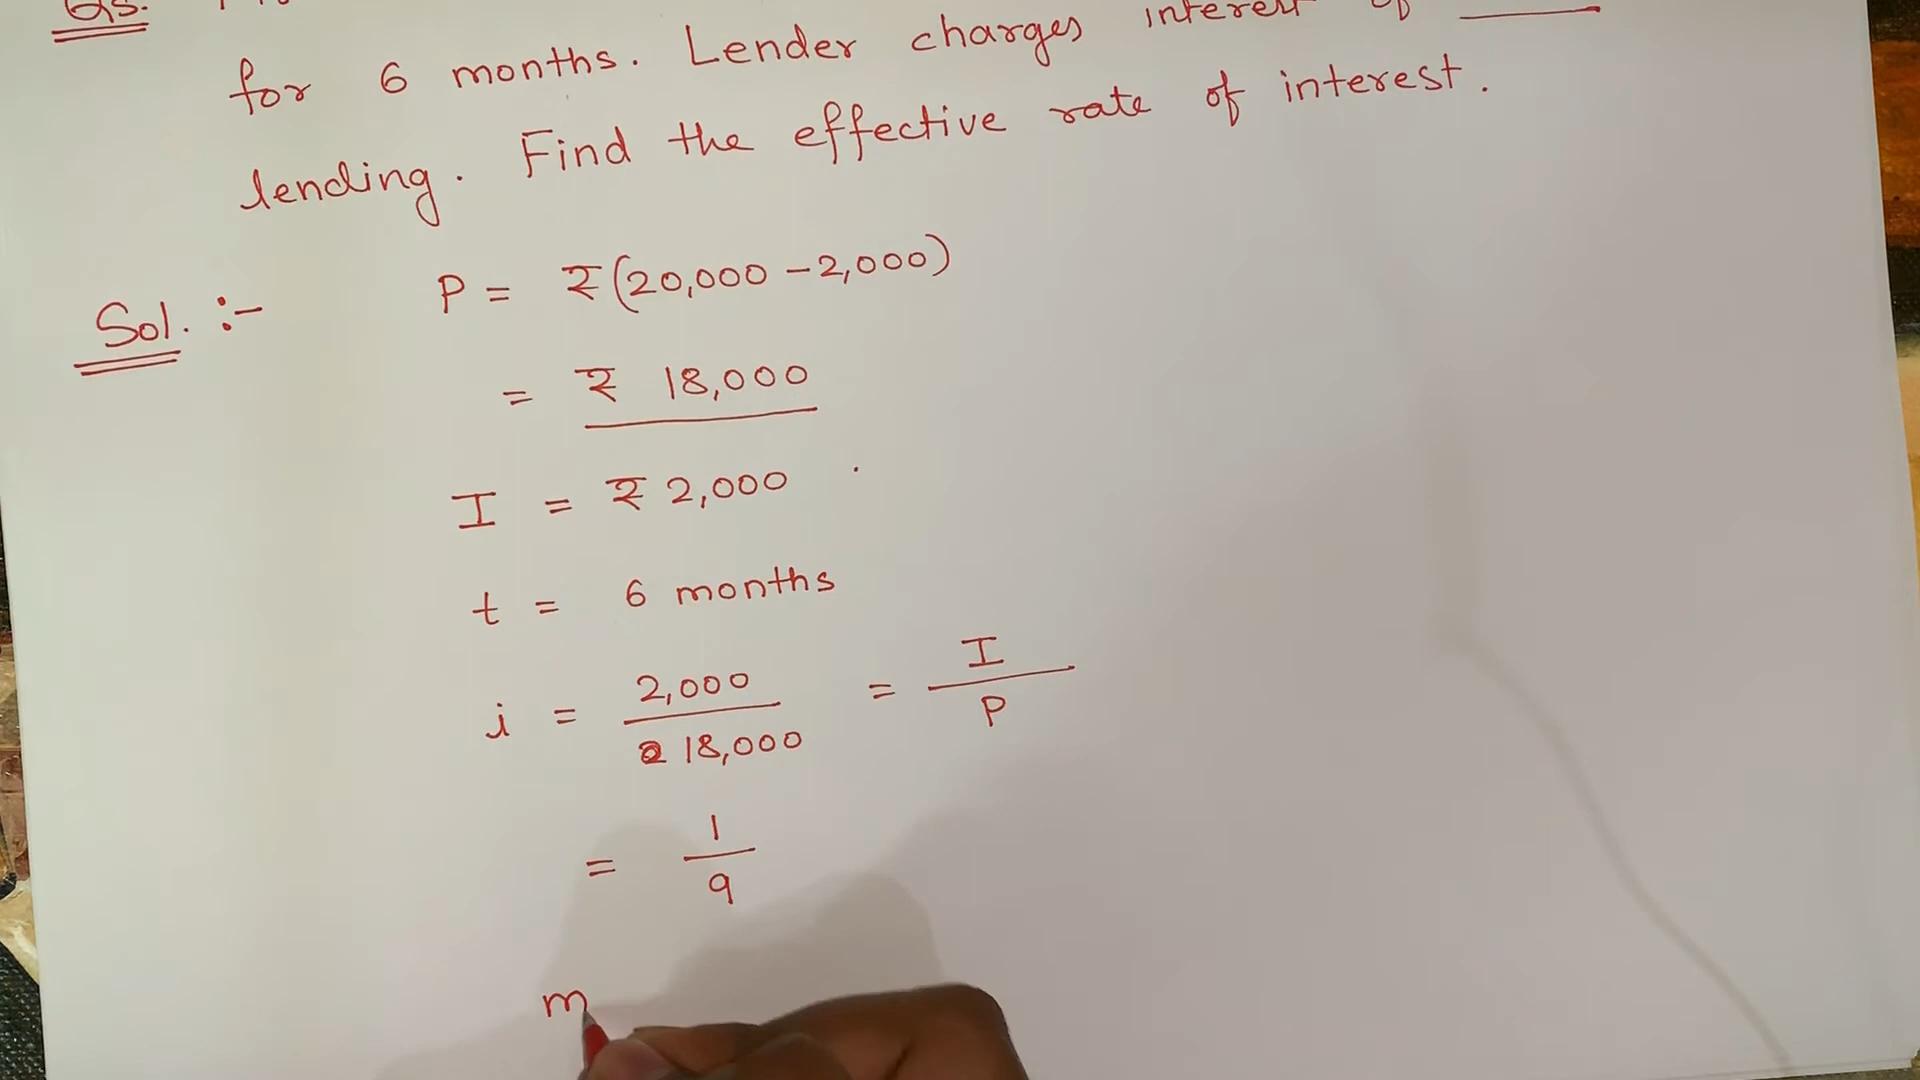 Q5.
for 6 months. Lender charges interest of
lending. Find the effective rate of interest.
Sol. :- P = ₹(20,000 - 2,000)
= ₹ 18,000
I = ₹ 2,000
t = 6 months
i = 2,000 / 18,000 = I / P
= 1 / 9
m